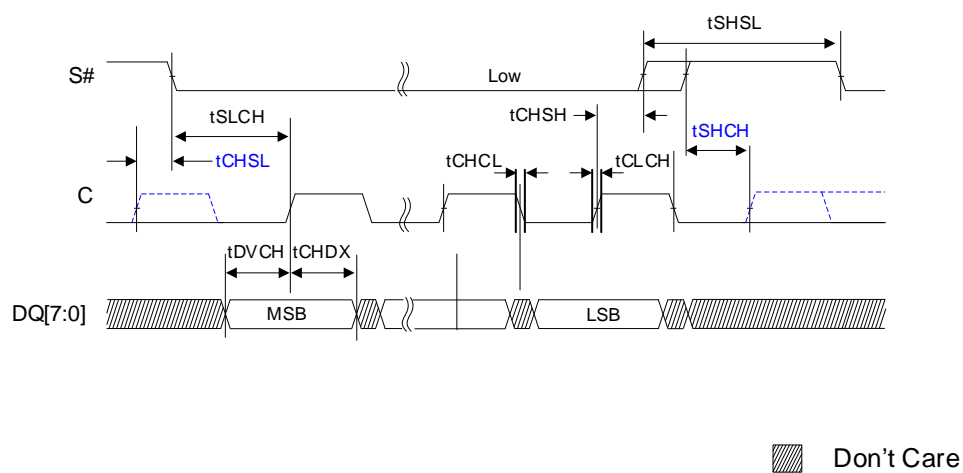 tSHSL
S#
Low
tSLCH
tCHSH
tSHCH
tCHSL
tCHCL
tCLCH
C
tDVCH
tCHDX
DQ[7:0]
MSB
LSB
Don't Care